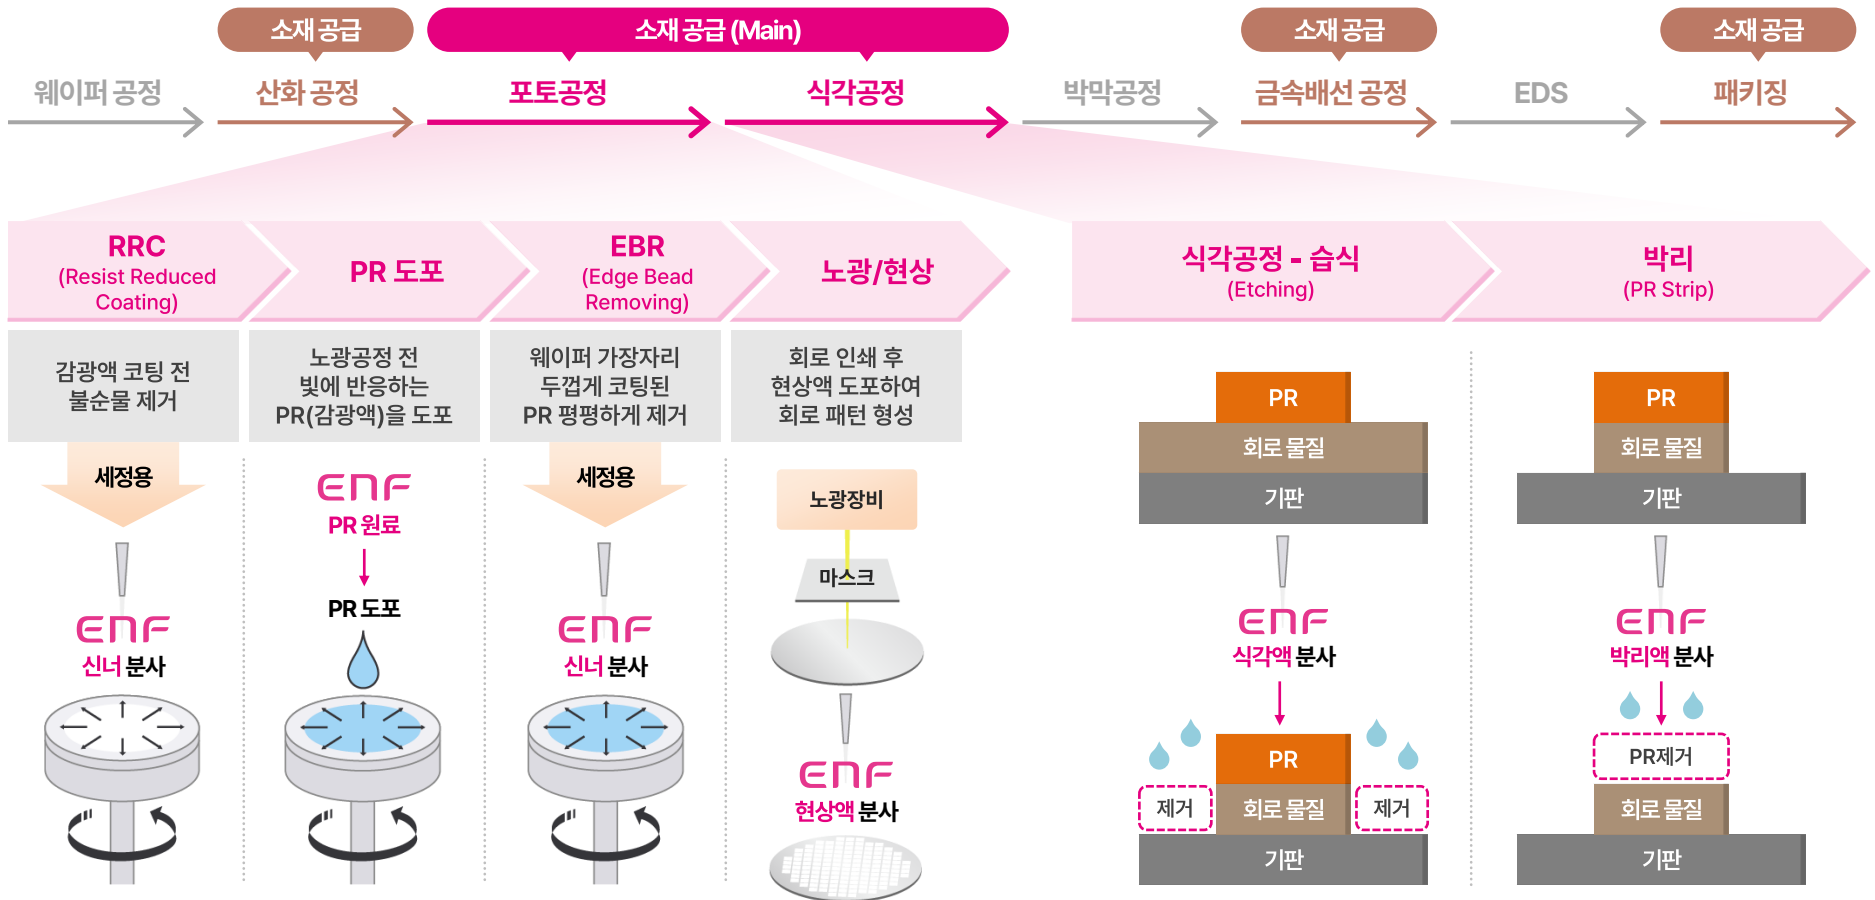 소재 공급
소재 공급 (Main)
소재 공급
소재 공급
웨이퍼 공정
산화 공정
포토공정
식각공정
박막공정
금속배선 공정
EDS
패키징
RRC
(Resist Reduced
Coating)
PR 도포
EBR
(Edge Bead
Removing)
노광/현상
식각공정 - 습식
(Etching)
박리
(PR Strip)
감광액 코팅 전
불순물 제거
노광공정 전
빛에 반응하는
PR(감광액)을 도포
웨이퍼 가장자리
두껍게 코팅된
PR 평평하게 제거
회로 인쇄 후
현상액 도포하여
회로 패턴 형성
세정용
ENF
신너 분사
ENF
PR 원료
PR 도포
세정용
ENF
신너 분사
노광장비
마스크
ENF
현상액 분사
PR
회로 물질
기판
ENF
식각액 분사
PR
제거
회로 물질
제거
기판
PR
회로 물질
기판
ENF
박리액 분사
PR제거
회로 물질
기판